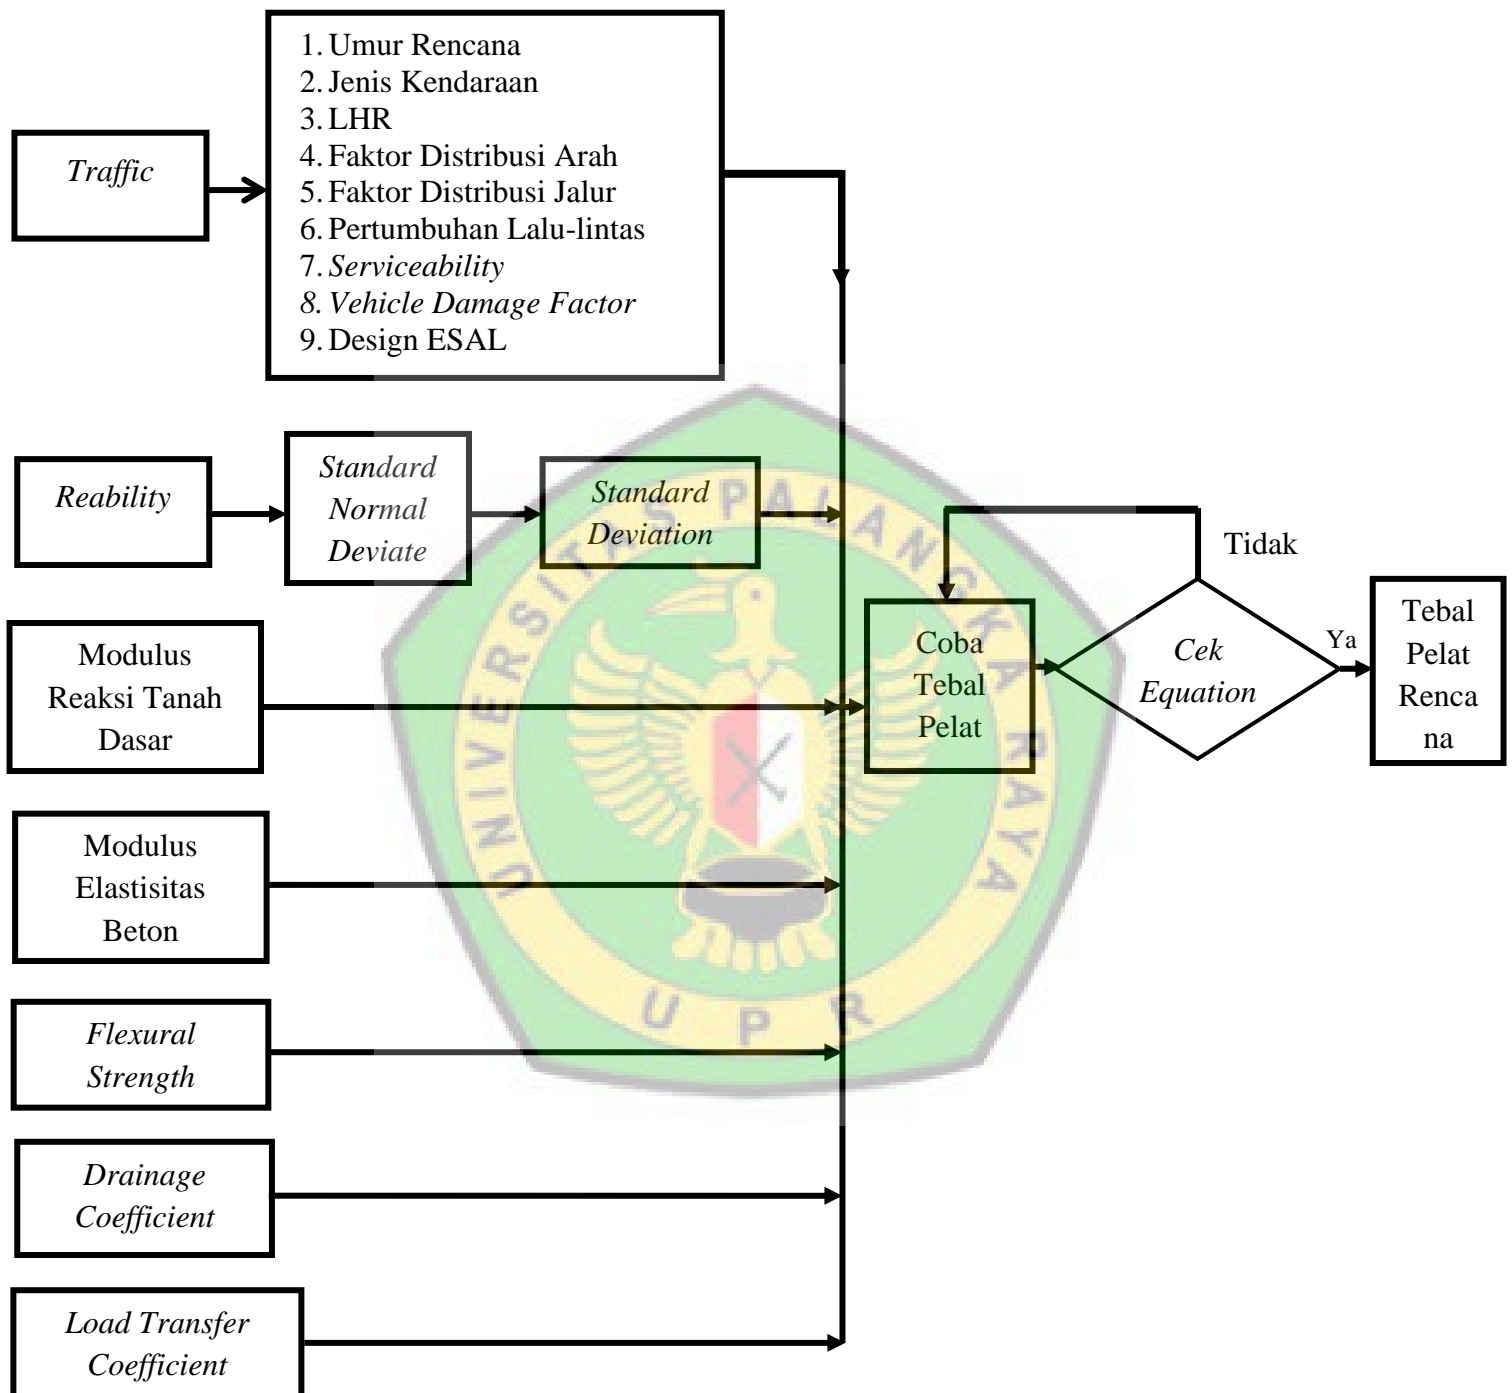 Traffic
1. Umur Rencana
2. Jenis Kendaraan
3. LHR
4. Faktor Distribusi Arah
5. Faktor Distribusi Jalur
6. Pertumbuhan Lalu-lintas
7. Serviceability
8. Vehicle Damage Factor
9. Design ESAL
Reability
Standard
Normal
Deviate
Standard
Deviation
Modulus
Reaksi Tanah
Dasar
Modulus
Elastisitas
Beton
Flexural
Strength
Drainage
Coefficient
Load Transfer
Coefficient
Coba
Tebal
Pelat
Cek
Equation
Tidak
Ya
Tebal
Pelat
Renca
na
UNIVERSITAS PALANGKA RAYA
UPR